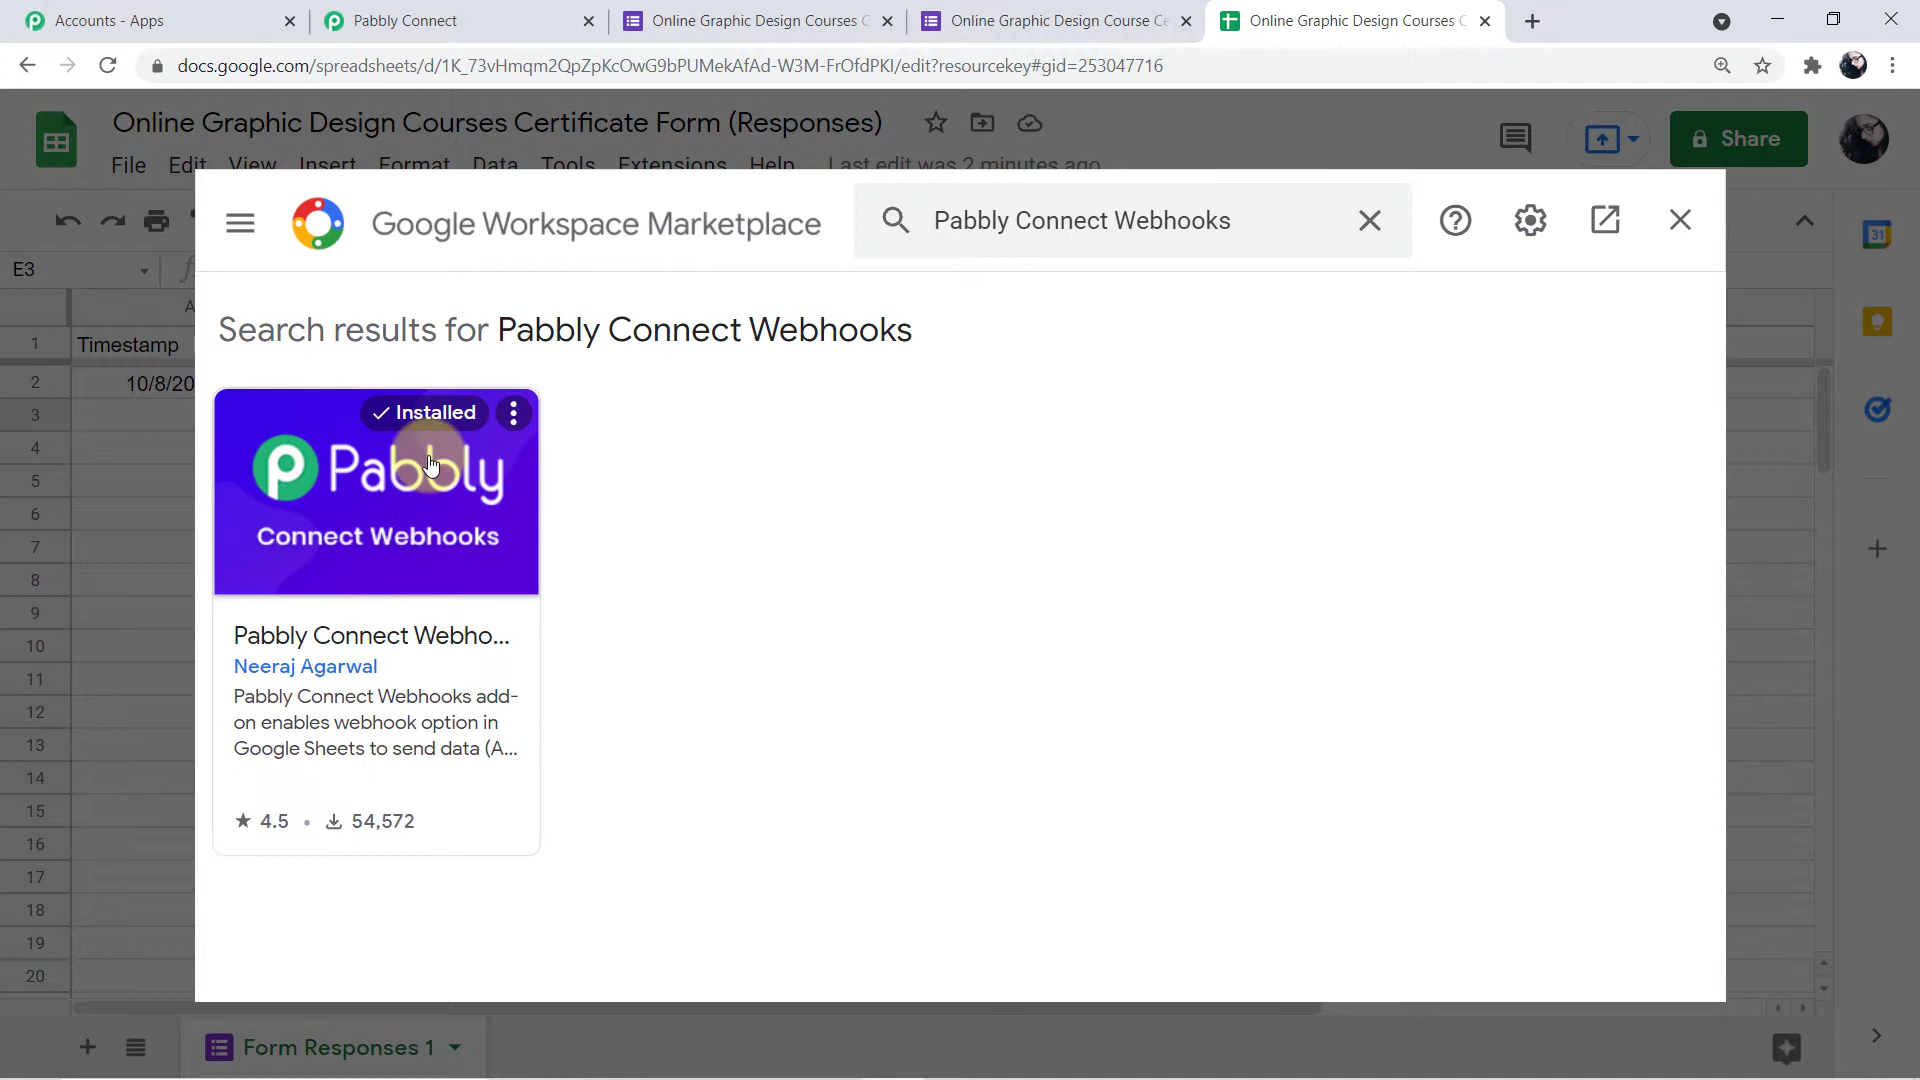 Accounts - Apps
Pabbly Connect
Online Graphic Design Courses C
Online Graphic Design Course Ce
Online Graphic Design Courses C
docs.google.com/spreadsheets/d/1K_73vHmqm2QpZpKcOwG9bPUMekAfAd-W3M-FrOfdPKI/edit?resourcekey#gid=253047716
Online Graphic Design Courses Certificate Form (Responses)
Share
File Edit View Insert Format Data Tools Extensions Help Last edit was 2 minutes ago
Google Workspace Marketplace
Pabbly Connect Webhooks
31
E3
A
Search results for Pabbly Connect Webhooks
1 Timestamp
2 10/8/20
3
4
5
6
7
8
9
10
11
12
13
14
15
16
17
18
19
20
Installed
Pabbly
Connect Webhooks
Pabbly Connect Webho...
Neeraj Agarwal
Pabbly Connect Webhooks add-
on enables webhook option in
Google Sheets to send data (A...
4.5 • 54,572
Form Responses 1